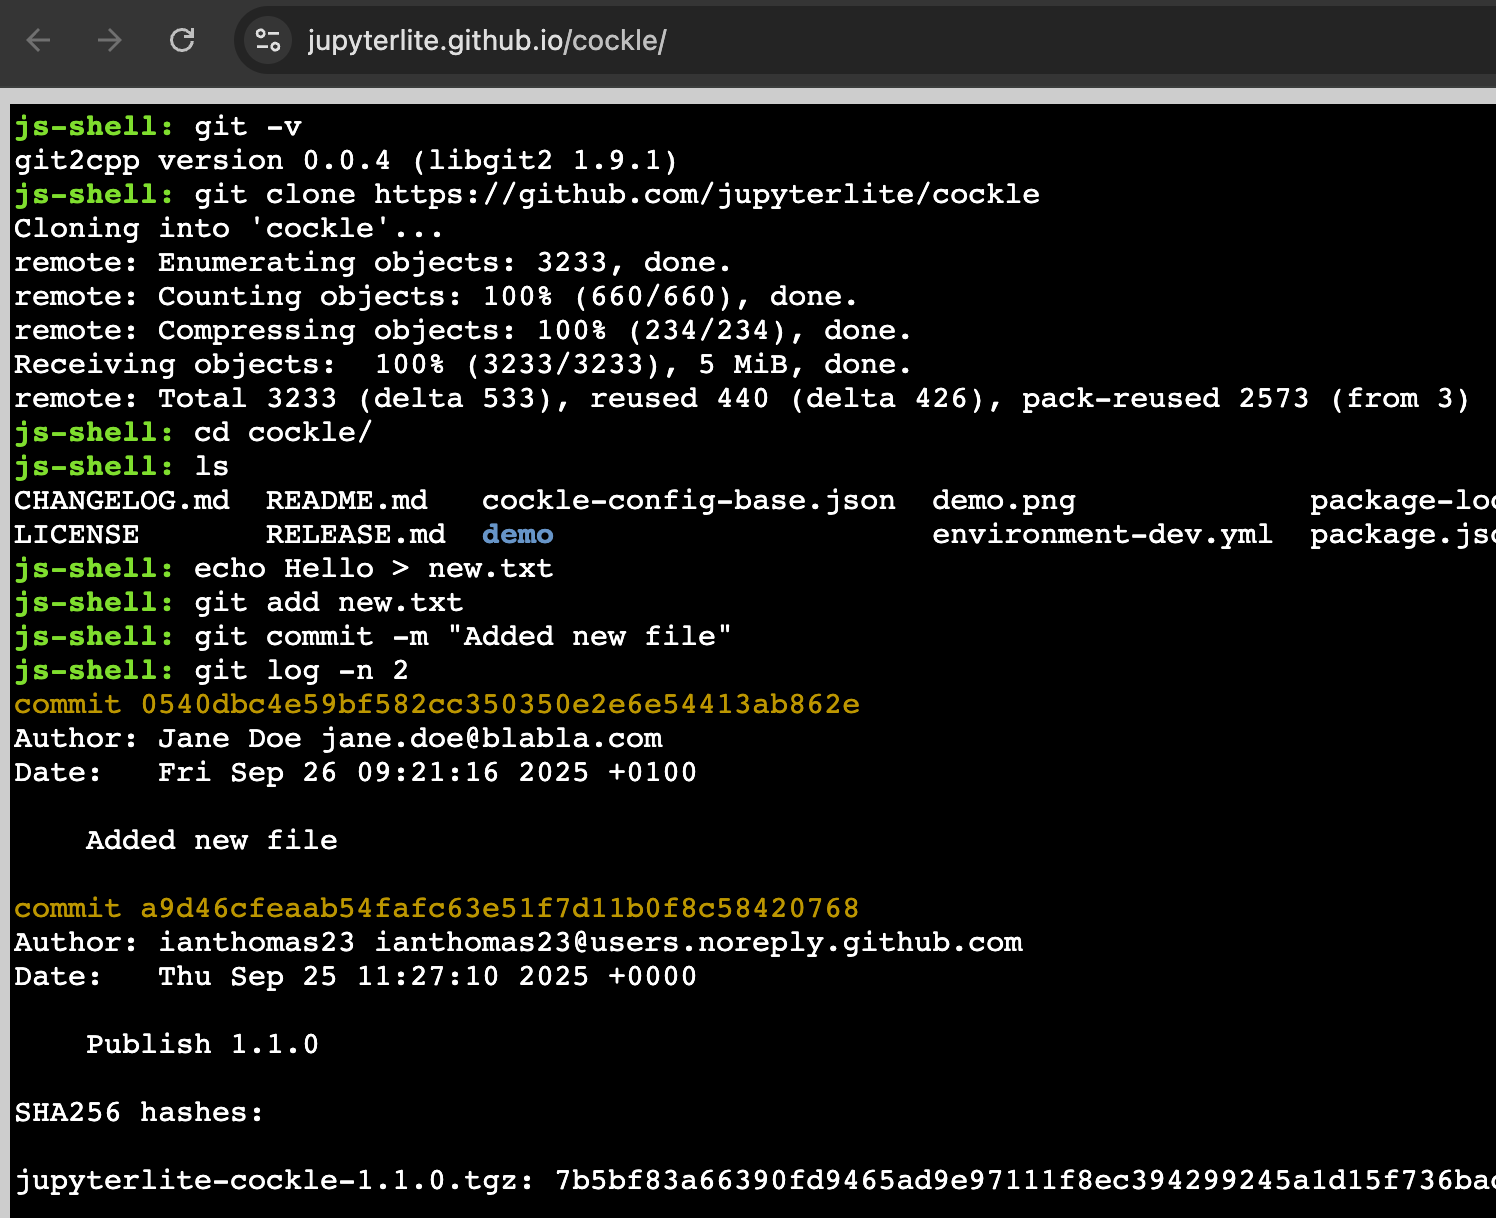 jupyterlite.github.io/cockle/
js-shell: git -v
git2cpp version 0.0.4 (libgit2 1.9.1)
js-shell: git clone https://github.com/jupyterlite/cockle
Cloning into 'cockle'...
remote: Enumerating objects: 3233, done.
remote: Counting objects: 100% (660/660), done.
remote: Compressing objects: 100% (234/234), done.
Receiving objects:  100% (3233/3233), 5 MiB, done.
remote: Total 3233 (delta 533), reused 440 (delta 426), pack-reused 2573 (from 3)
js-shell: cd cockle/
js-shell: ls
CHANGELOG.md  README.md   cockle-config-base.json  demo.png             package-loc
LICENSE       RELEASE.md  demo                     environment-dev.yml  package.jso
js-shell: echo Hello > new.txt
js-shell: git add new.txt
js-shell: git commit -m "Added new file"
js-shell: git log -n 2
commit 0540dbc4e59bf582cc350350e2e6e54413ab862e
Author: Jane Doe jane.doe@blabla.com
Date:   Fri Sep 26 09:21:16 2025 +0100
    Added new file
commit a9d46cfeaab54fafc63e51f7d11b0f8c58420768
Author: ianthomas23 ianthomas23@users.noreply.github.com
Date:   Thu Sep 25 11:27:10 2025 +0000
    Publish 1.1.0
SHA256 hashes:
jupyterlite-cockle-1.1.0.tgz: 7b5bf83a66390fd9465ad9e97111f8ec394299245a1d15f736bad